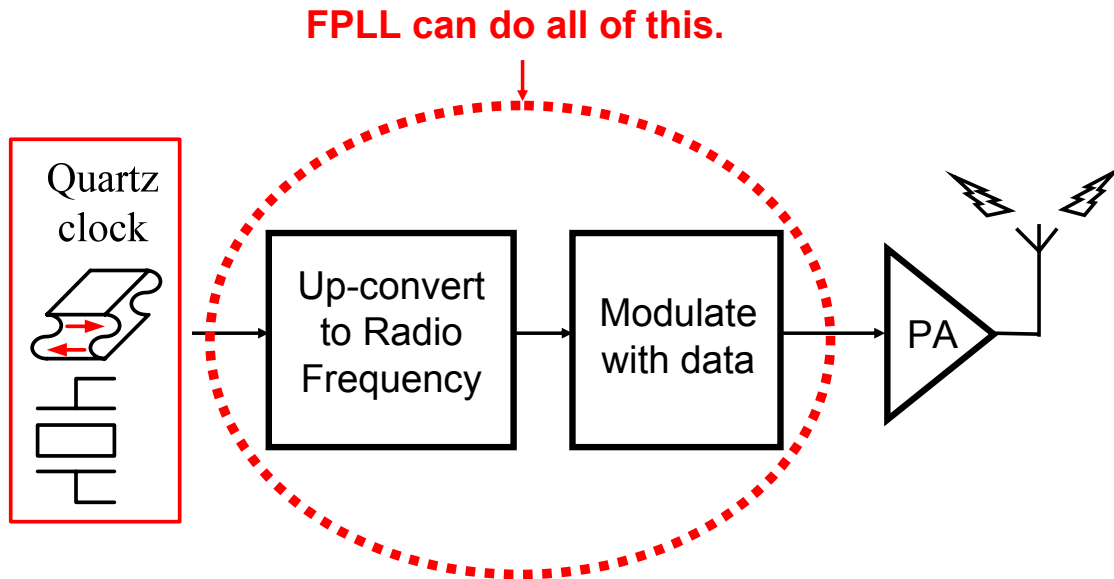 FPLL can do all of this.
Quartz
clock
Up-convert
to Radio
Frequency
Modulate
with data
PA